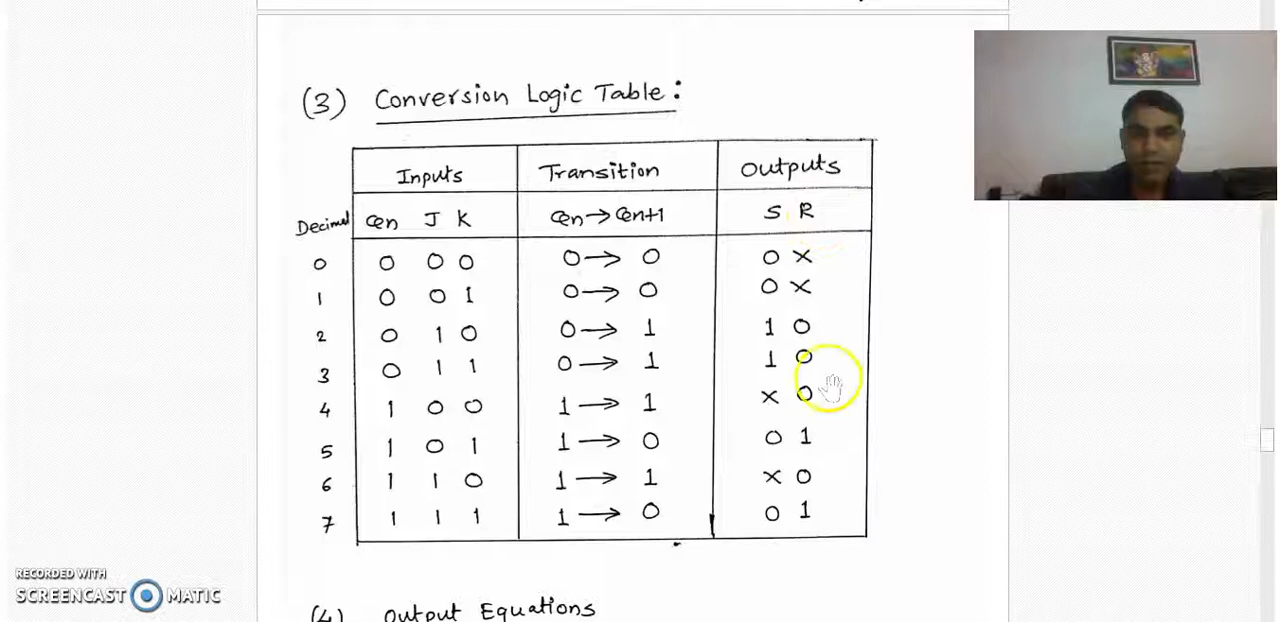 (3) Conversion Logic Table:
Inputs Transition Outputs
Decimal Qn J K Qn→Qn+1 S R
0 0 0 0 0→0 0 ×
1 0 0 1 0→0 0 ×
2 0 1 0 0→1 1 0
3 0 1 1 0→1 1 0
4 1 0 0 1→1 × 0
5 1 0 1 1→0 0 1
6 1 1 0 1→1 × 0
7 1 1 1 1→0 0 1
(4) Output Equations
RECORDED WITH
SCREENCAST MATIC